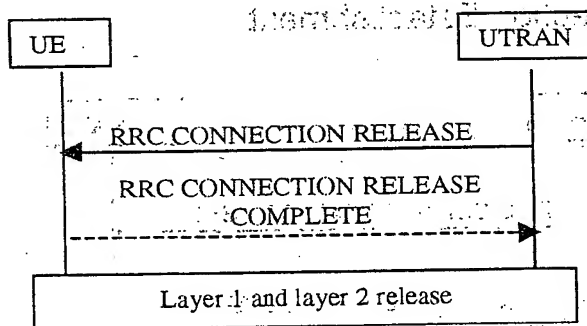 UE
UTRAN
RRC CONNECTION RELEASE
RRC CONNECTION RELEASE
COMPLETE
Layer 1 and layer 2 release